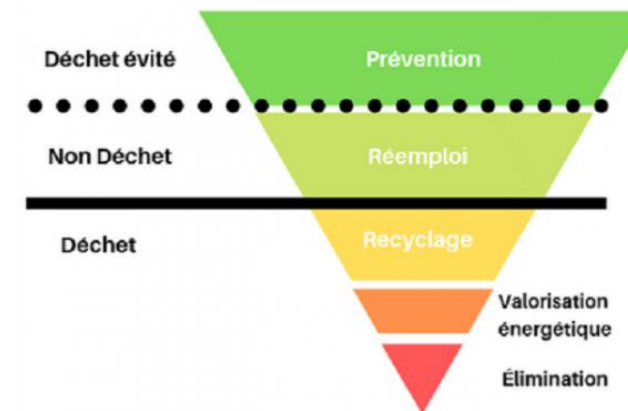 Déchet évité
Prévention
Non Déchet
Réemploi
Déchet
Recyclage
Valorisation
énergétique
Élimination